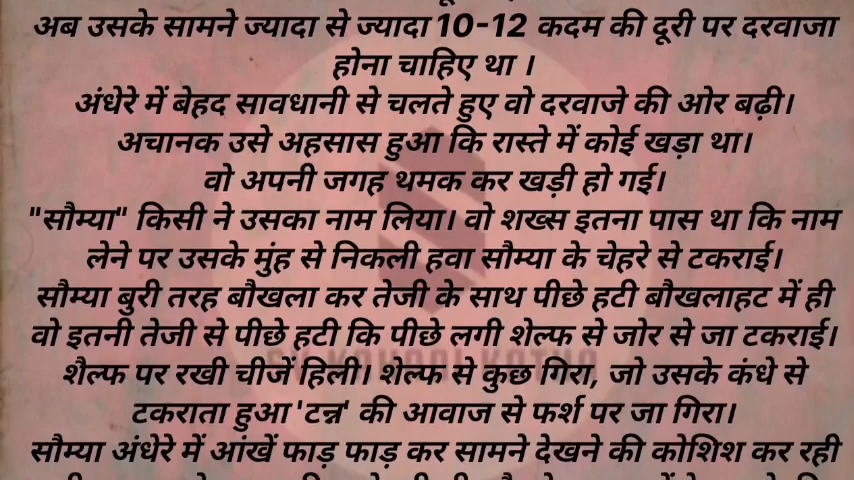 अब उसके सामने ज्यादा से ज्यादा 10-12 कदम की दूरी पर दरवाजा
होना चाहिए था ।
अंधेरे में बेहद सावधानी से चलते हुए वो दरवाजे की ओर बढ़ी।
अचानक उसे अहसास हुआ कि रास्ते में कोई खड़ा था।
वो अपनी जगह थमक कर खड़ी हो गई।
"सौम्या" किसी ने उसका नाम लिया। वो शख्स इतना पास था कि नाम
लेने पर उसके मुंह से निकली हवा सौम्या के चेहरे से टकराई।
सौम्या बुरी तरह बौखला कर तेजी के साथ पीछे हटी बौखलाहट में ही
वो इतनी तेजी से पीछे हटी कि पीछे लगी शेल्फ से जोर से जा टकराई।
शैल्फ पर रखी चीजें हिली। शेल्फ से कुछ गिरा, जो उसके कंधे से
टकराता हुआ 'टन्न' की आवाज से फर्श पर जा गिरा।
सौम्या अंधेरे में आंखें फाड़ फाड़ कर सामने देखने की कोशिश कर रही